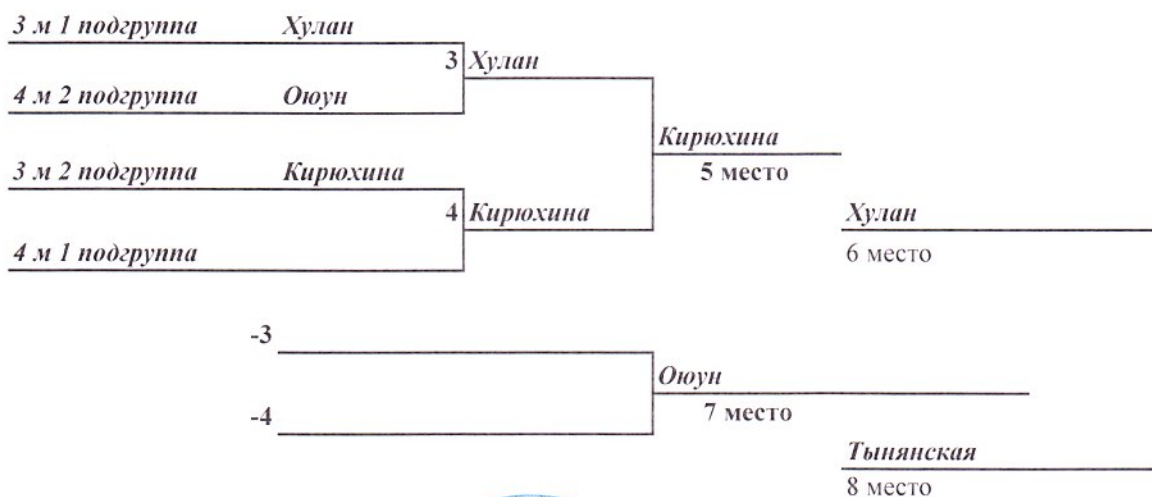 3 м 1 подгруппа Хулан
3 Хулан
4 м 2 подгруппа Оюун
Кирюхина
3 м 2 подгруппа Кирюхина
5 место
4 Кирюхина
Хулан
4 м 1 подгруппа
6 место
-3
Оюун
-4
7 место
Тынянская
8 место